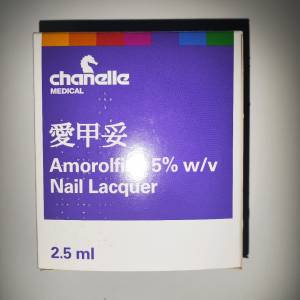 chanelle
MEDICAL
愛甲妥
5% w/v
Nail Lacquer
2.5 ml